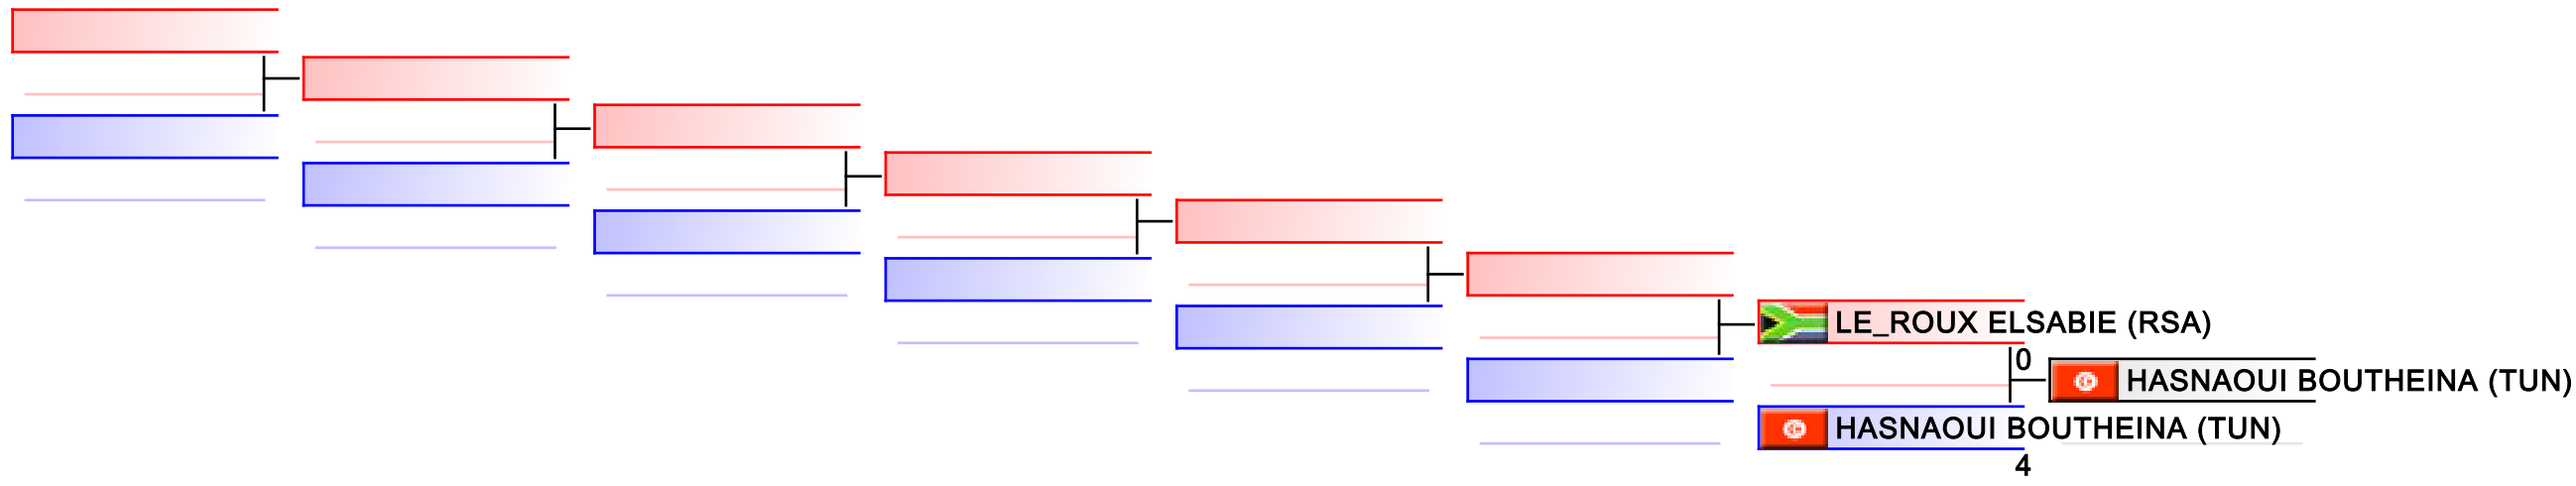 LE_ROUX ELSABIE (RSA)
0
HASNAOUI BOUTHEINA (TUN)
HASNAOUI BOUTHEINA (TUN)
4